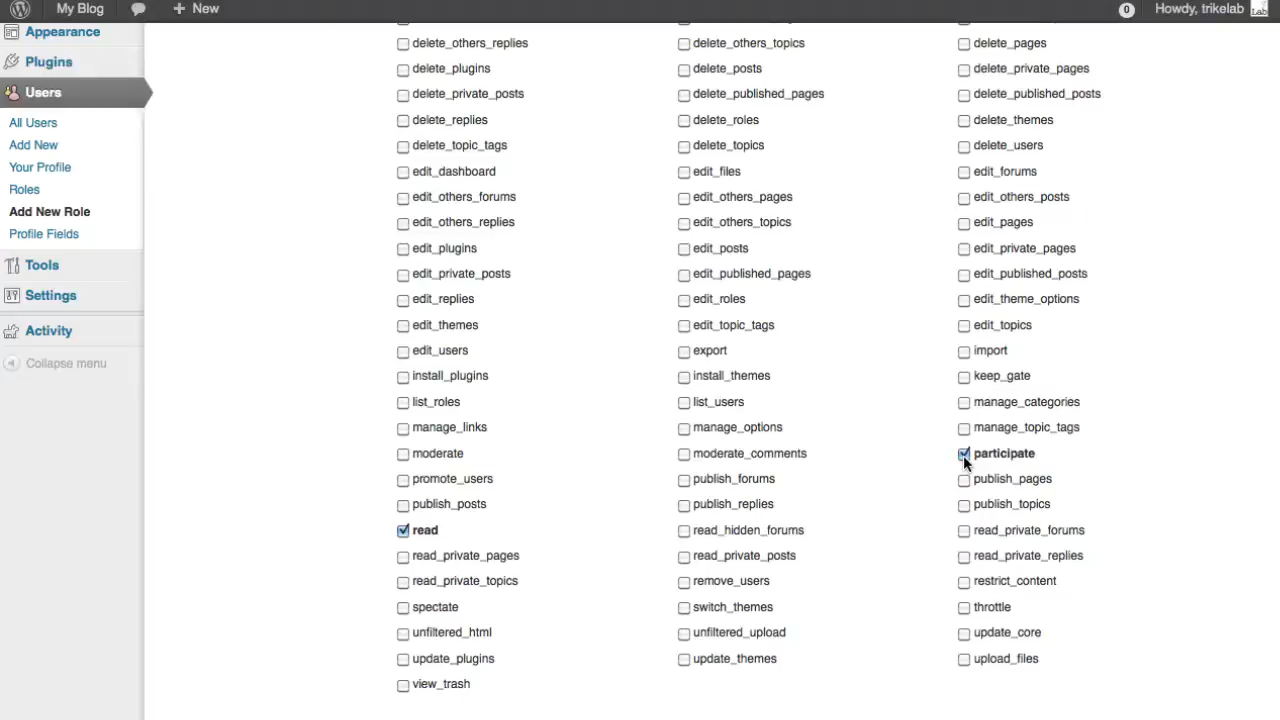 My Blog
New
0
Howdy, trikelab
Lab
Appearance
Plugins
Users
All Users
Add New
Your Profile
Roles
Add New Role
Profile Fields
Tools
Settings
Activity
Collapse menu
delete_others_replies delete_others_topics delete_pages
delete_plugins delete_posts delete_private_pages
delete_private_posts delete_published_pages delete_published_posts
delete_replies delete_roles delete_themes
delete_topic_tags delete_topics delete_users
edit_dashboard edit_files edit_forums
edit_others_forums edit_others_pages edit_others_posts
edit_others_replies edit_others_topics edit_pages
edit_plugins edit_posts edit_private_pages
edit_private_posts edit_published_pages edit_published_posts
edit_replies edit_roles edit_theme_options
edit_themes edit_topic_tags edit_topics
edit_users export import
install_plugins install_themes keep_gate
list_roles list_users manage_categories
manage_links manage_options manage_topic_tags
moderate moderate_comments participate
promote_users publish_forums publish_pages
publish_posts publish_replies publish_topics
read read_hidden_forums read_private_forums
read_private_pages read_private_posts read_private_replies
read_private_topics remove_users restrict_content
spectate switch_themes throttle
unfiltered_html unfiltered_upload update_core
update_plugins update_themes upload_files
view_trash